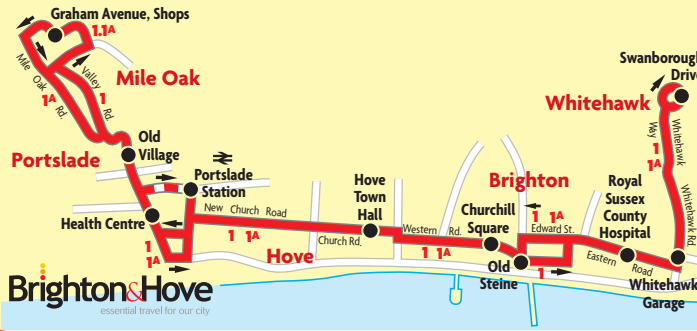 Graham Avenue, Shops
1.1A
Mile Oak Rd.
1A
Valley Rd.
1
Mile Oak
Swanborough
Drive
Whitehawk
Whitehawk Way
1
1A
Whitehawk Rd.
Old
Village
Portslade
Portslade
Station
Health Centre
1
1A
New Church Road
1 1A
Hove
Town
Hall
Church Rd.
Hove
Western Rd.
1 1A
Brighton
Churchill
Square
1 1A
Edward St.
Old
Steine
1
Royal
Sussex
County
Hospital
Eastern Road
Whitehawk
Garage
Brighton&Hove
essential travel for our city